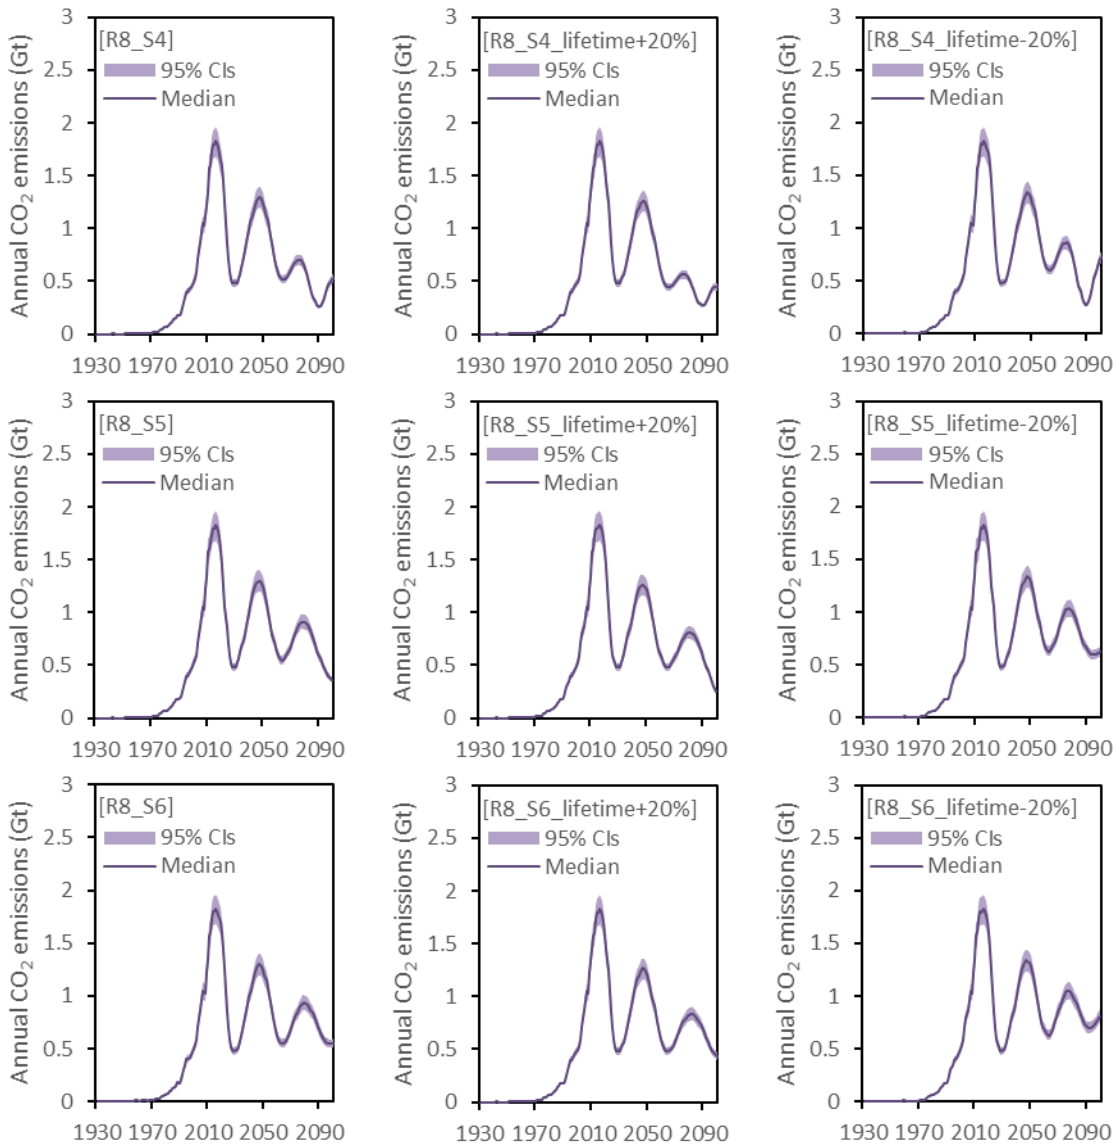 Annual CO₂ emissions (Gt)
3
2.5
2
1.5
1
0.5
0
[R8_S4]
95% CIs
Median
1930 1970 2010 2050 2090
Annual CO₂ emissions (Gt)
3
2.5
2
1.5
1
0.5
0
[R8_S4_lifetime+20%]
95% CIs
Median
1930 1970 2010 2050 2090
Annual CO₂ emissions (Gt)
3
2.5
2
1.5
1
0.5
0
[R8_S4_lifetime-20%]
95% CIs
Median
1930 1970 2010 2050 2090
Annual CO₂ emissions (Gt)
3
2.5
2
1.5
1
0.5
0
[R8_S5]
95% CIs
Median
1930 1970 2010 2050 2090
Annual CO₂ emissions (Gt)
3
2.5
2
1.5
1
0.5
0
[R8_S5_lifetime+20%]
95% CIs
Median
1930 1970 2010 2050 2090
Annual CO₂ emissions (Gt)
3
2.5
2
1.5
1
0.5
0
[R8_S5_lifetime-20%]
95% CIs
Median
1930 1970 2010 2050 2090
Annual CO₂ emissions (Gt)
3
2.5
2
1.5
1
0.5
0
[R8_S6]
95% CIs
Median
1930 1970 2010 2050 2090
Annual CO₂ emissions (Gt)
3
2.5
2
1.5
1
0.5
0
[R8_S6_lifetime+20%]
95% CIs
Median
1930 1970 2010 2050 2090
Annual CO₂ emissions (Gt)
3
2.5
2
1.5
1
0.5
0
[R8_S6_lifetime-20%]
95% CIs
Median
1930 1970 2010 2050 2090